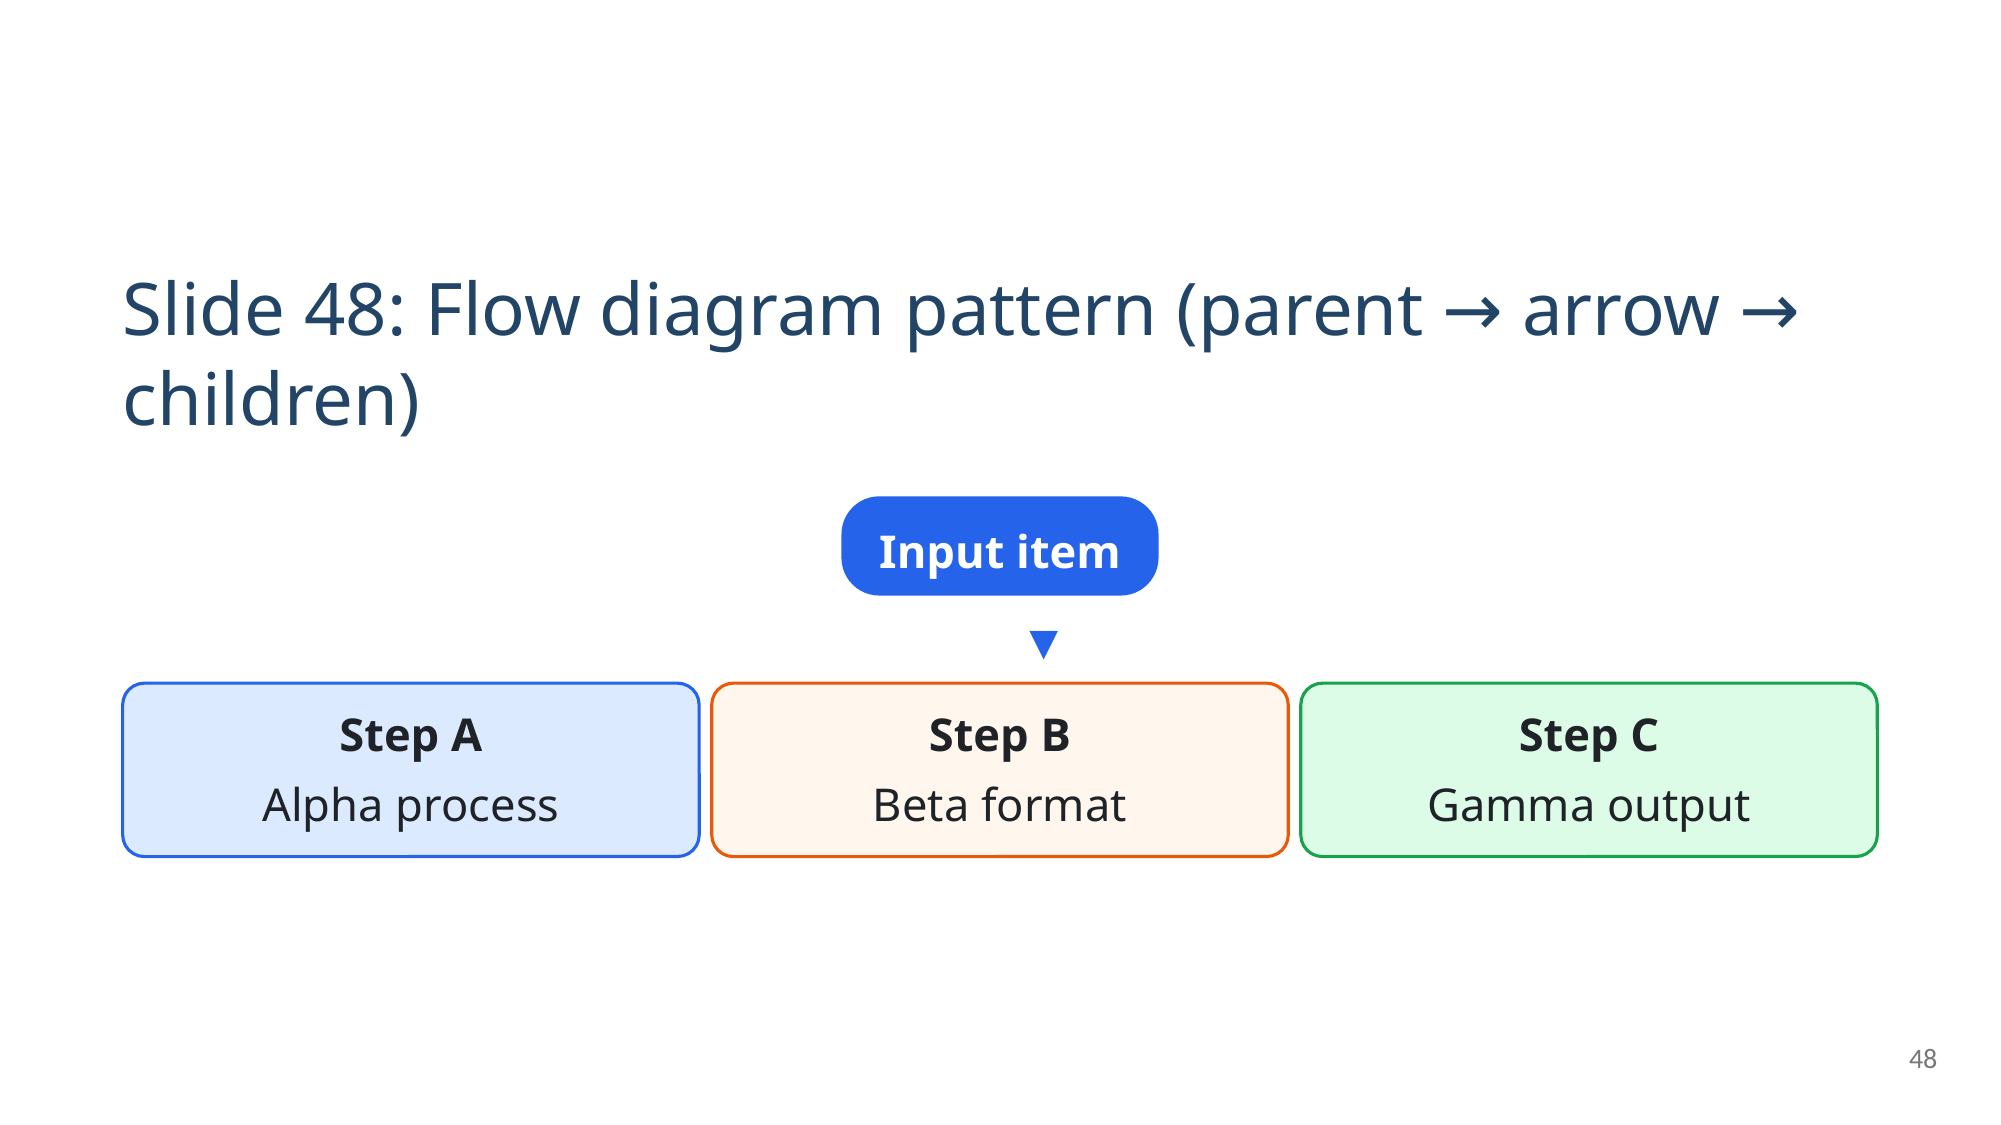 Slide 48: Flow diagram pattern (parent → arrow →
children)
Input item
▼
Step A
Alpha process
Step B
Beta format
Step C
Gamma output
48